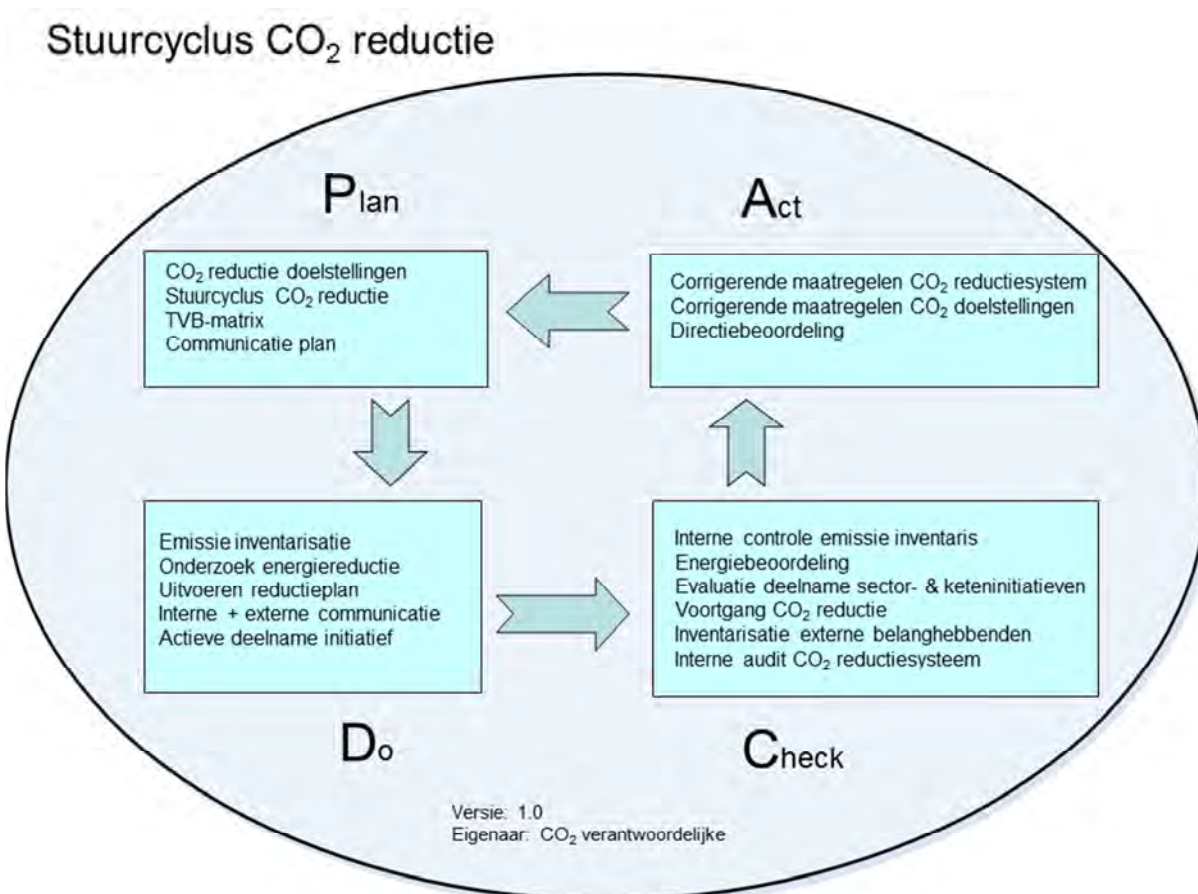 Stuurcyclus CO₂ reductie
Plan
CO₂ reductie doelstellingen
Stuurcyclus CO₂ reductie
TVB-matrix
Communicatie plan
Act
Corrigerende maatregelen CO₂ reductiesystem
Corrigerende maatregelen CO₂ doelstellingen
Directiebeoordeling
Emissie inventarisatie
Onderzoek energiereductie
Uitvoeren reductieplan
Interne + externe communicatie
Actieve deelname initiatief
Do
Interne controle emissie inventaris
Energiebeoordeling
Evaluatie deelname sector- & keteninitiatieven
Voortgang CO₂ reductie
Inventarisatie externe belanghebbenden
Interne audit CO₂ reductiesysteem
Check
Versie: 1.0
Eigenaar: CO₂ verantwoordelijke